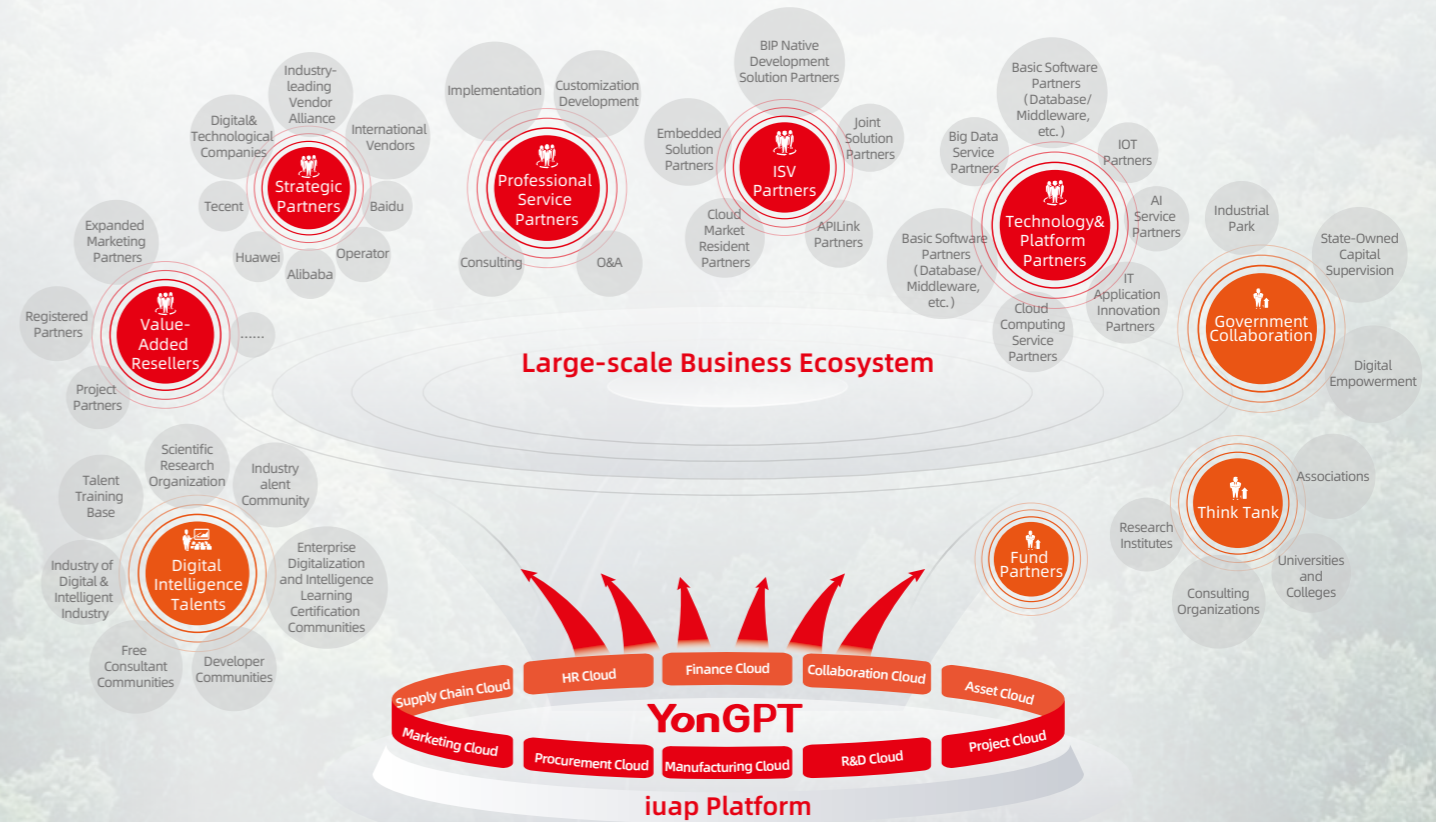 BIP Native
Development
Solution Partners
Industry-
leading
Vendor
Alliance
Digital&
Technological
Companies
International
Vendors
Strategic
Partners
Tecent
Baidu
Huawei
Alibaba
Operator
Implementation
Customization
Development
Professional
Service
Partners
Consulting
O&A
Embedded
Solution
Partners
Joint
Solution
Partners
ISV
Partners
Cloud
Market
Resident
Partners
APILink
Partners
Basic Software
Partners
(Database/
Middleware,
etc.)
Big Data
Service
Partners
IOT
Partners
Technology&
Platform
Partners
AI
Service
Partners
Basic Software
Partners
(Database/
Middleware,
etc.)
IT
Application
Innovation
Partners
Cloud
Computing
Service
Partners
Industrial
Park
State-Owned
Capital
Supervision
Government
Collaboration
Digital
Empowerment
Expanded
Marketing
Partners
Registered
Partners
Value-
Added
Resellers
......
Project
Partners
Large-scale Business Ecosystem
Scientific
Research
Organization
Talent
Training
Base
Industry
alent
Community
Digital
Intelligence
Talents
Industry of
Digital &
Intelligent
Industry
Enterprise
Digitalization
and Intelligence
Learning
Certification
Communities
Free
Consultant
Communities
Developer
Communities
Fund
Partners
Think Tank
Associations
Research
Institutes
Universities
and
Colleges
Consulting
Organizations
Supply Chain Cloud
HR Cloud
Finance Cloud
Collaboration Cloud
Asset Cloud
YonGPT
Marketing Cloud
Procurement Cloud
Manufacturing Cloud
R&D Cloud
Project Cloud
iuap Platform